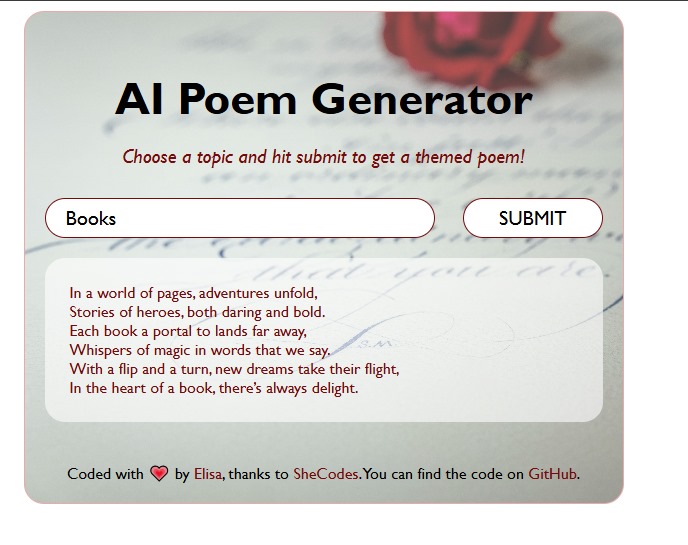 AI Poem Generator
Choose a topic and hit submit to get a themed poem!
Books
SUBMIT
In a world of pages, adventures unfold,
Stories of heroes, both daring and bold.
Each book a portal to lands far away,
Whispers of magic in words that we say.
With a flip and a turn, new dreams take their flight,
In the heart of a book, there's always delight.
that you are.
Coded with ❤️ by Elisa, thanks to SheCodes. You can find the code on GitHub.